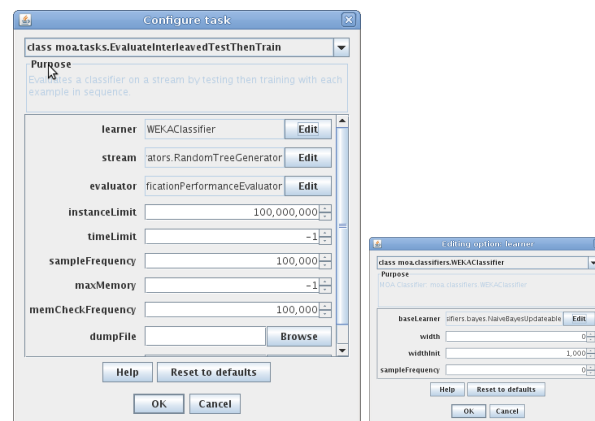 Configure task
class moa.tasks.EvaluateInterleavedTestThenTrain
Purpose
Evaluates a classifier on a stream by testing then training with each
example in sequence.
learner WEKAClassifier Edit
stream ators.RandomTreeGenerator Edit
evaluator ficationPerformanceEvaluator Edit
instanceLimit 100,000,000
timeLimit -1
sampleFrequency 100,000
maxMemory -1
memCheckFrequency 100,000
dumpFile Browse
Help Reset to defaults
OK Cancel
Editing option: learner
class moa.classifiers.WEKAClassifier
Purpose
MOA Classifier: moa.classifiers.WEKAClassifier
baseLearner sifiers.bayes.NaiveBayesUpdateable Edit
width 0
widthInit 1,000
sampleFrequency 0
Help Reset to defaults
OK Cancel